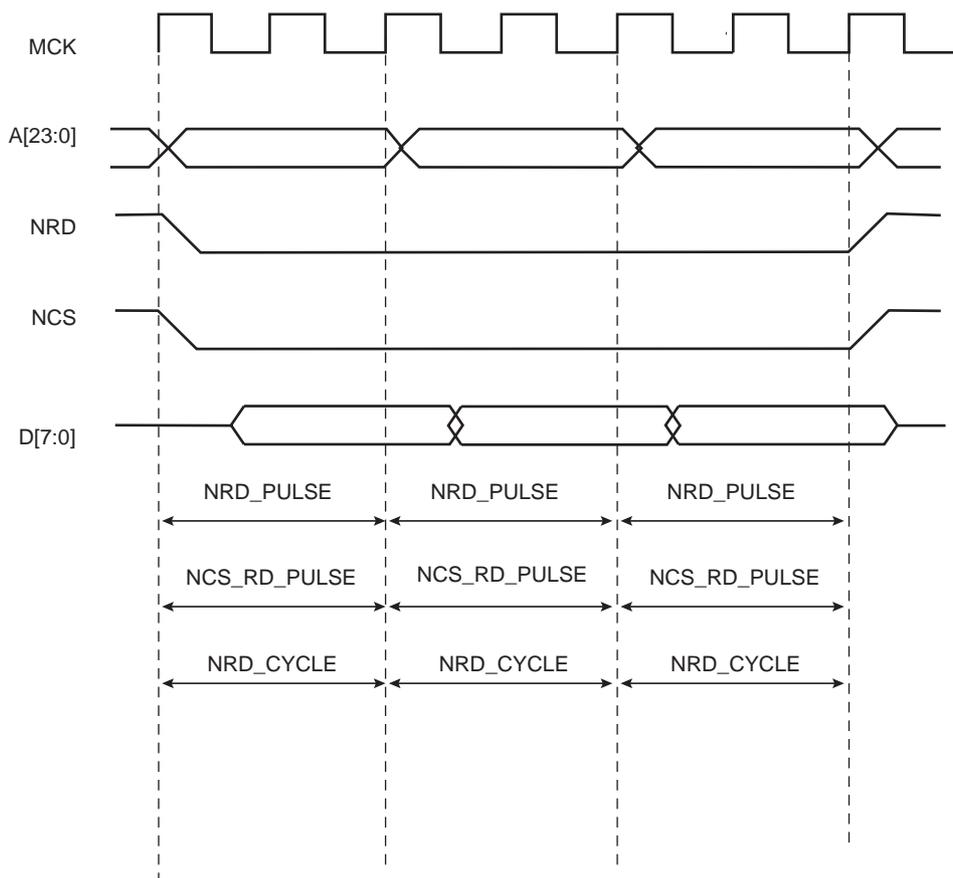 MCK
A[23:0]
NRD
NCS
D[7:0]
NRD_PULSE NRD_PULSE NRD_PULSE
NCS_RD_PULSE NCS_RD_PULSE NCS_RD_PULSE
NRD_CYCLE NRD_CYCLE NRD_CYCLE